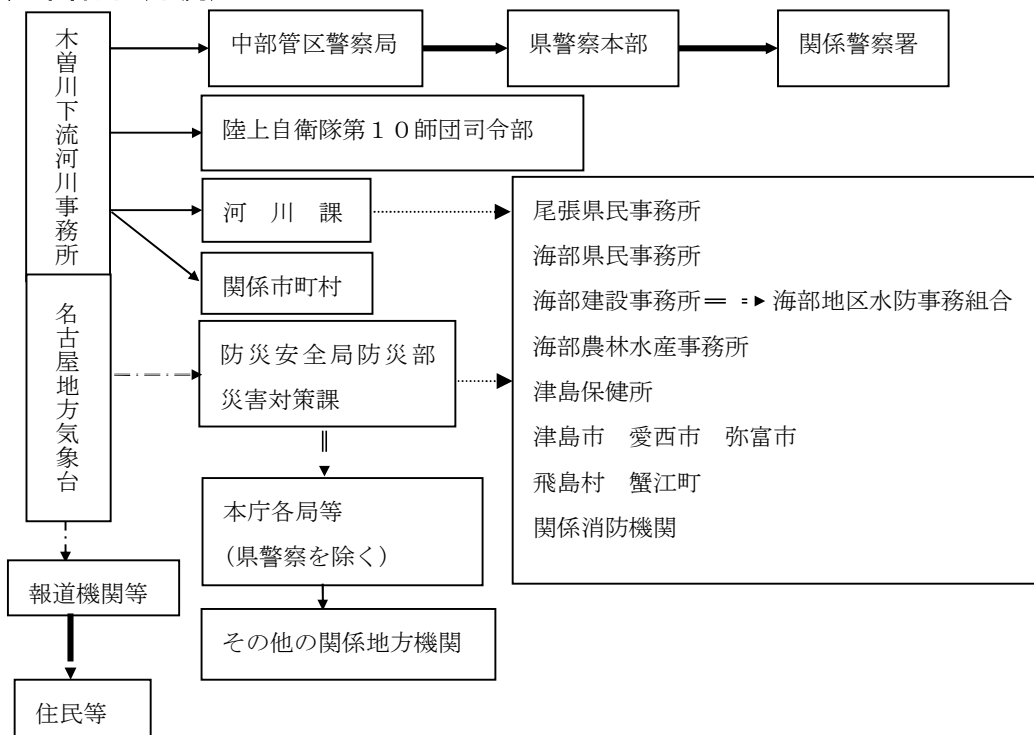 木曽川下流河川事務所
中部管区警察局
県警察本部
関係警察署
陸上自衛隊第１０師団司令部
河　川　課
関係市町村
名古屋地方気象台
防災安全局防災部
災害対策課
尾張県民事務所
海部県民事務所
海部建設事務所
海部地区水防事務組合
海部農林水産事務所
津島保健所
津島市　愛西市　弥富市
飛島村　蟹江町
関係消防機関
本庁各局等
（県警察を除く）
その他の関係地方機関
報道機関等
住民等